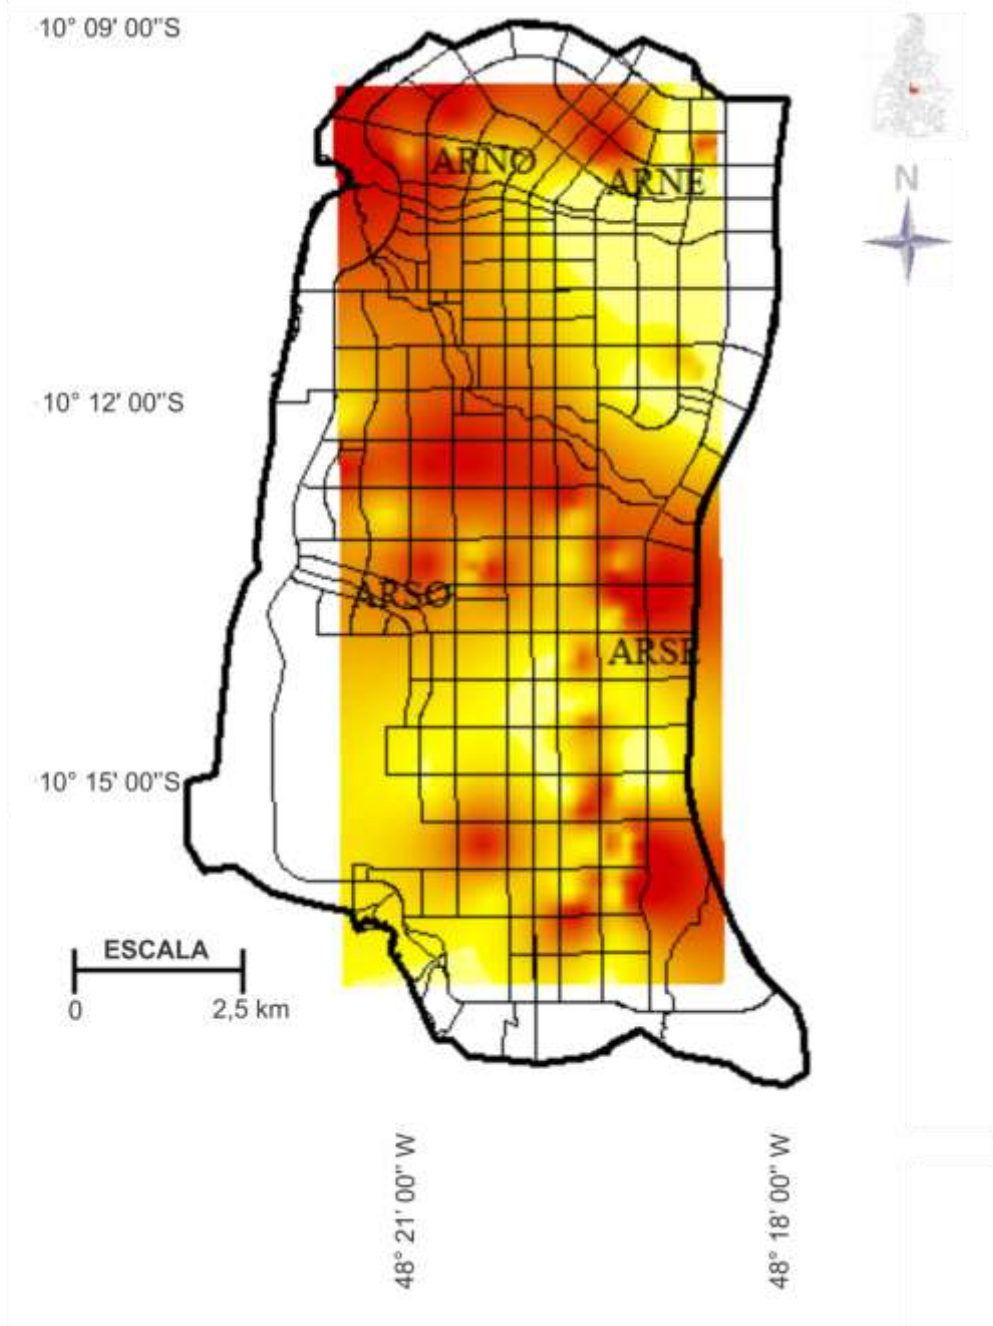 10° 09' 00"S
N
ARNO
ARNE
10° 12' 00"S
ARSO
ARSE
10° 15' 00"S
ESCALA
0 2,5 km
48° 21' 00" W
48° 18' 00" W